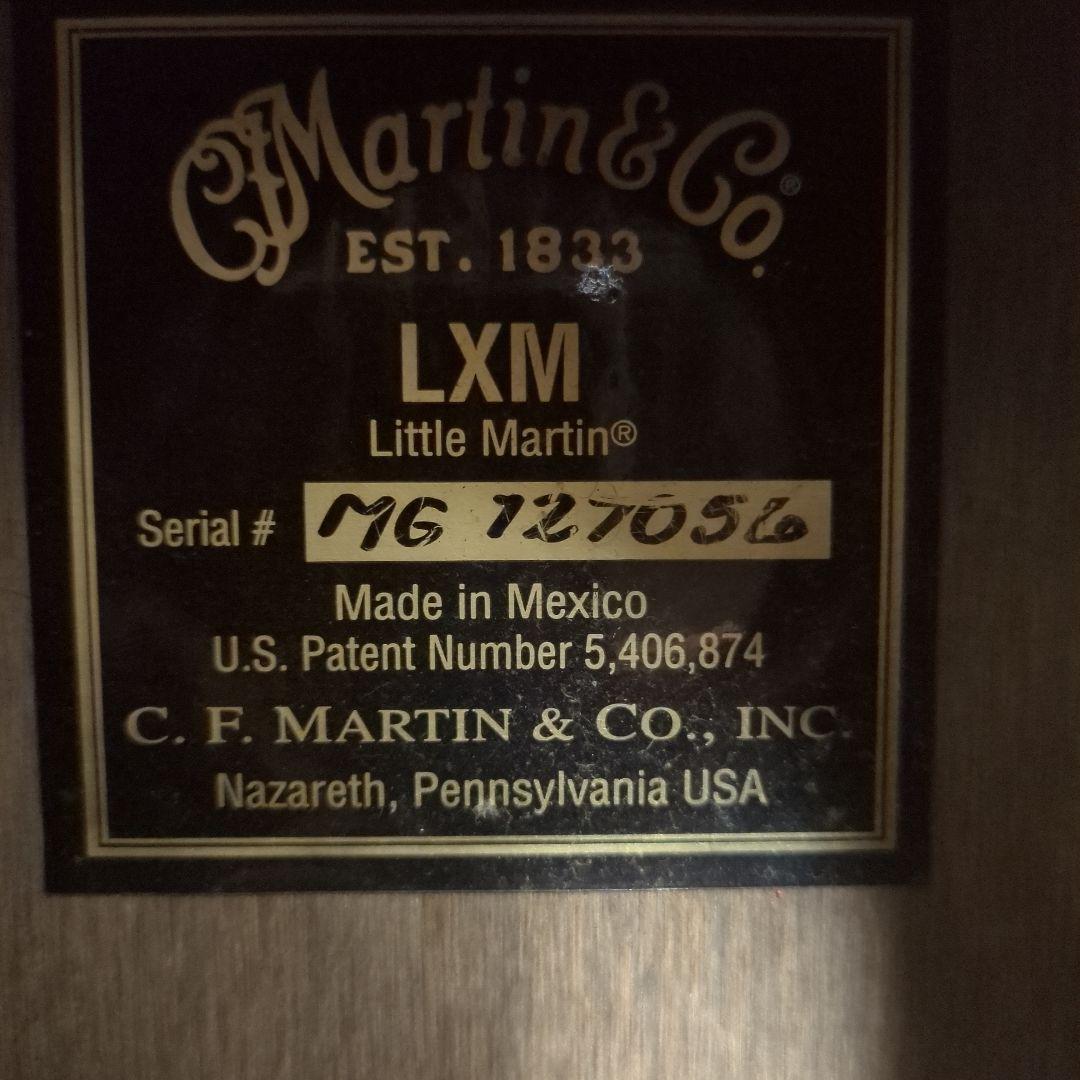 CFMartin & Co.®
EST. 1833
LXM
Little Martin®
Serial # MG 127056
Made in Mexico
U.S. Patent Number 5,406,874
C. F. MARTIN & CO., INC.
Nazareth, Pennsylvania USA